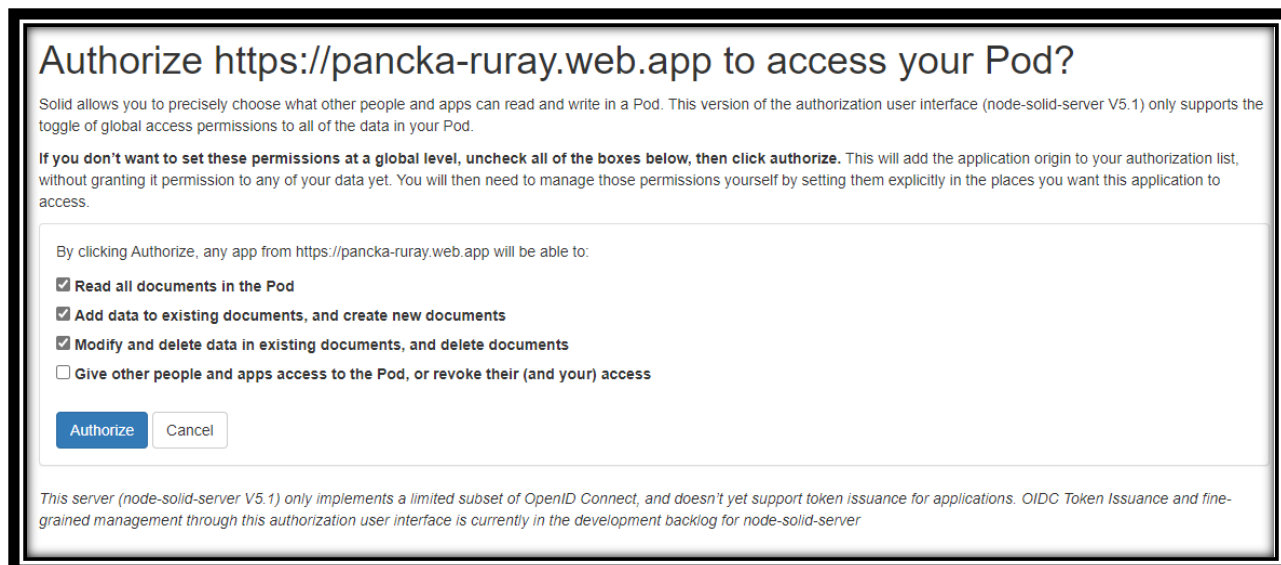 Authorize https://pancka-ruray.web.app to access your Pod?
Solid allows you to precisely choose what other people and apps can read and write in a Pod. This version of the authorization user interface (node-solid-server V5.1) only supports the
toggle of global access permissions to all of the data in your Pod.
If you don’t want to set these permissions at a global level, uncheck all of the boxes below, then click authorize. This will add the application origin to your authorization list,
without granting it permission to any of your data yet. You will then need to manage those permissions yourself by setting them explicitly in the places you want this application to
access.
By clicking Authorize, any app from https://pancka-ruray.web.app will be able to:
Read all documents in the Pod
Add data to existing documents, and create new documents
Modify and delete data in existing documents, and delete documents
Give other people and apps access to the Pod, or revoke their (and your) access
Authorize Cancel
This server (node-solid-server V5.1) only implements a limited subset of OpenID Connect, and doesn’t yet support token issuance for applications. OIDC Token Issuance and fine-
grained management through this authorization user interface is currently in the development backlog for node-solid-server